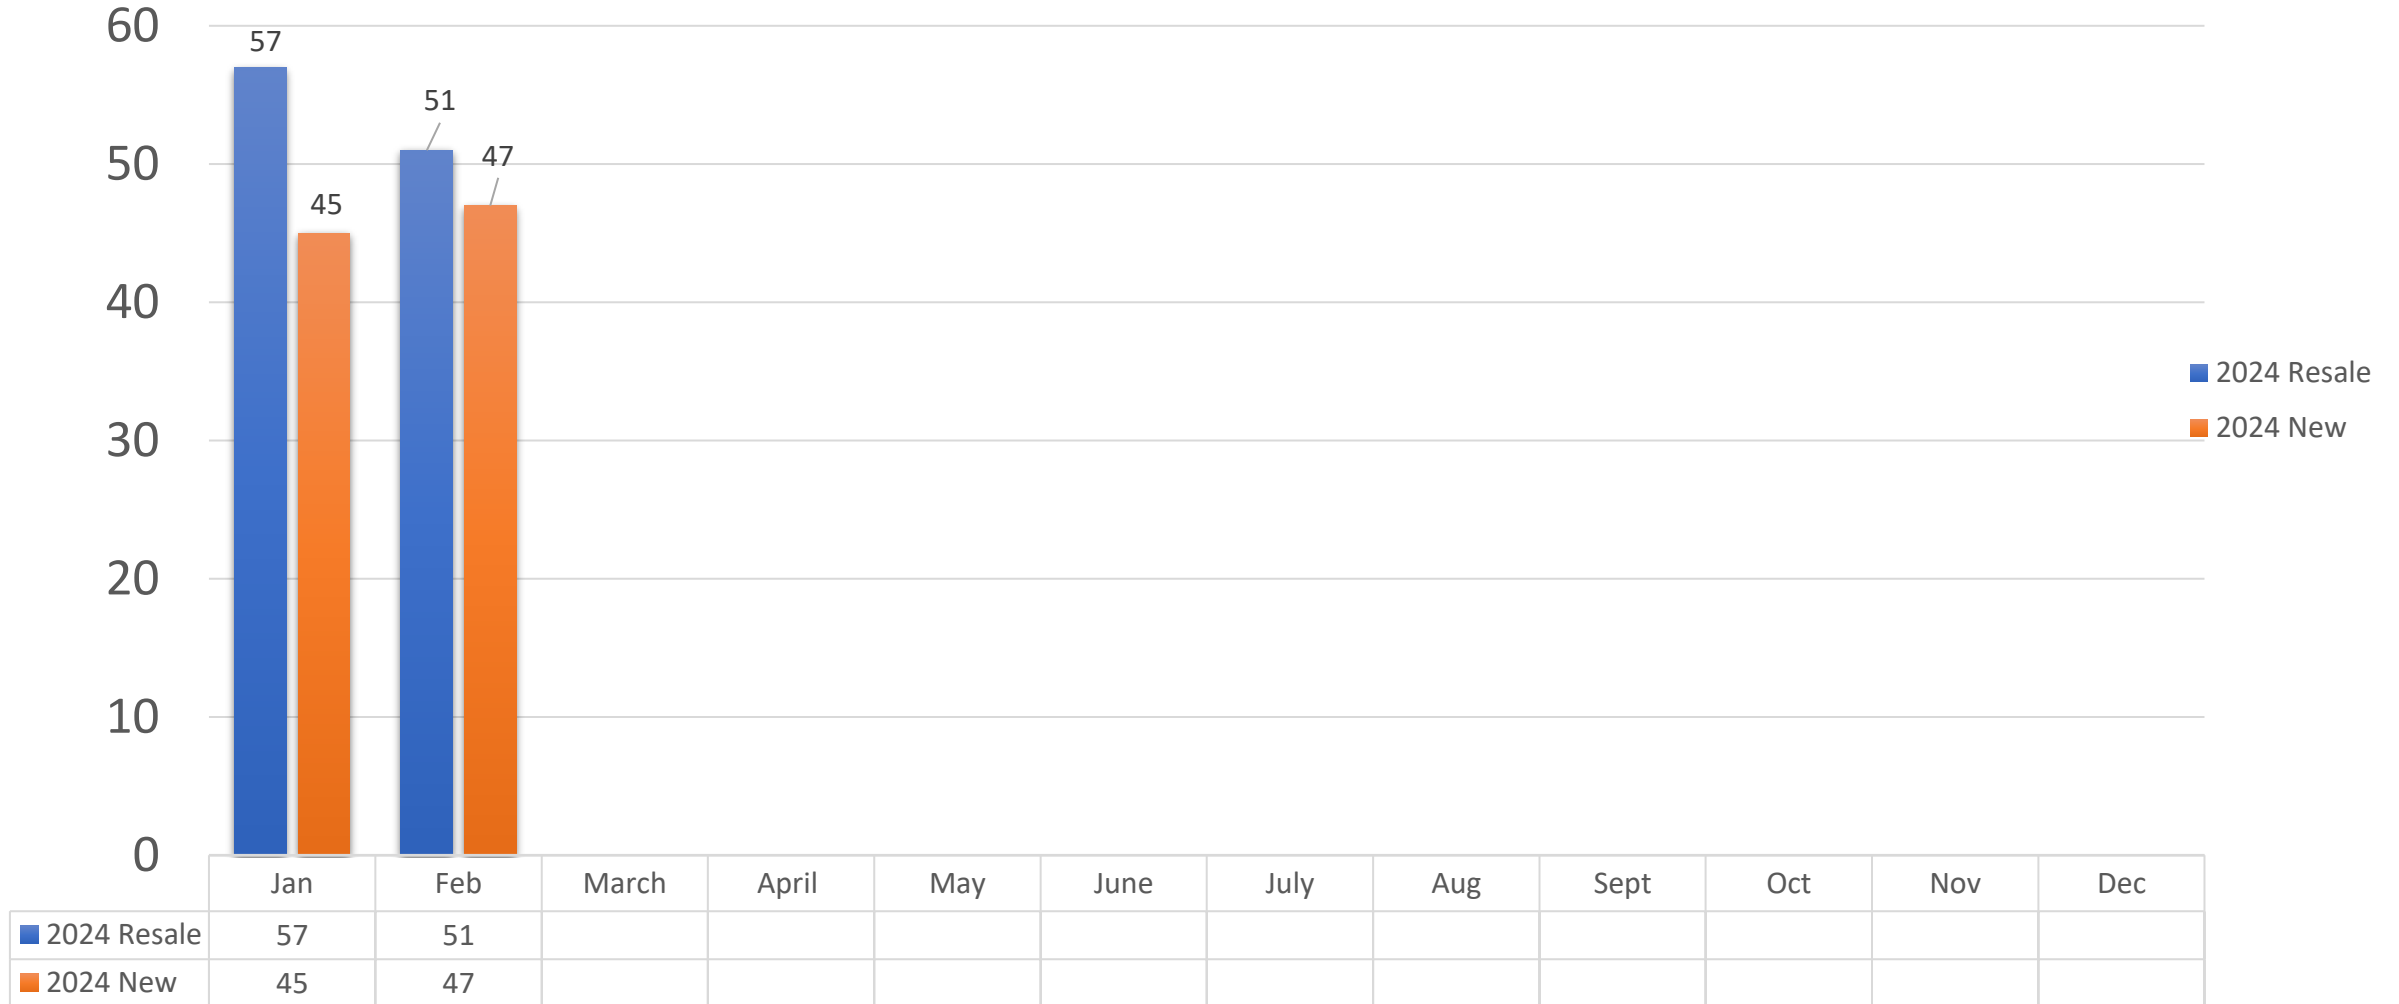 60
50
40
30
20
10
0
57
45
51
47
2024 Resale
2024 New
Jan Feb March April May June July Aug Sept Oct Nov Dec
2024 Resale 57 51
2024 New 45 47